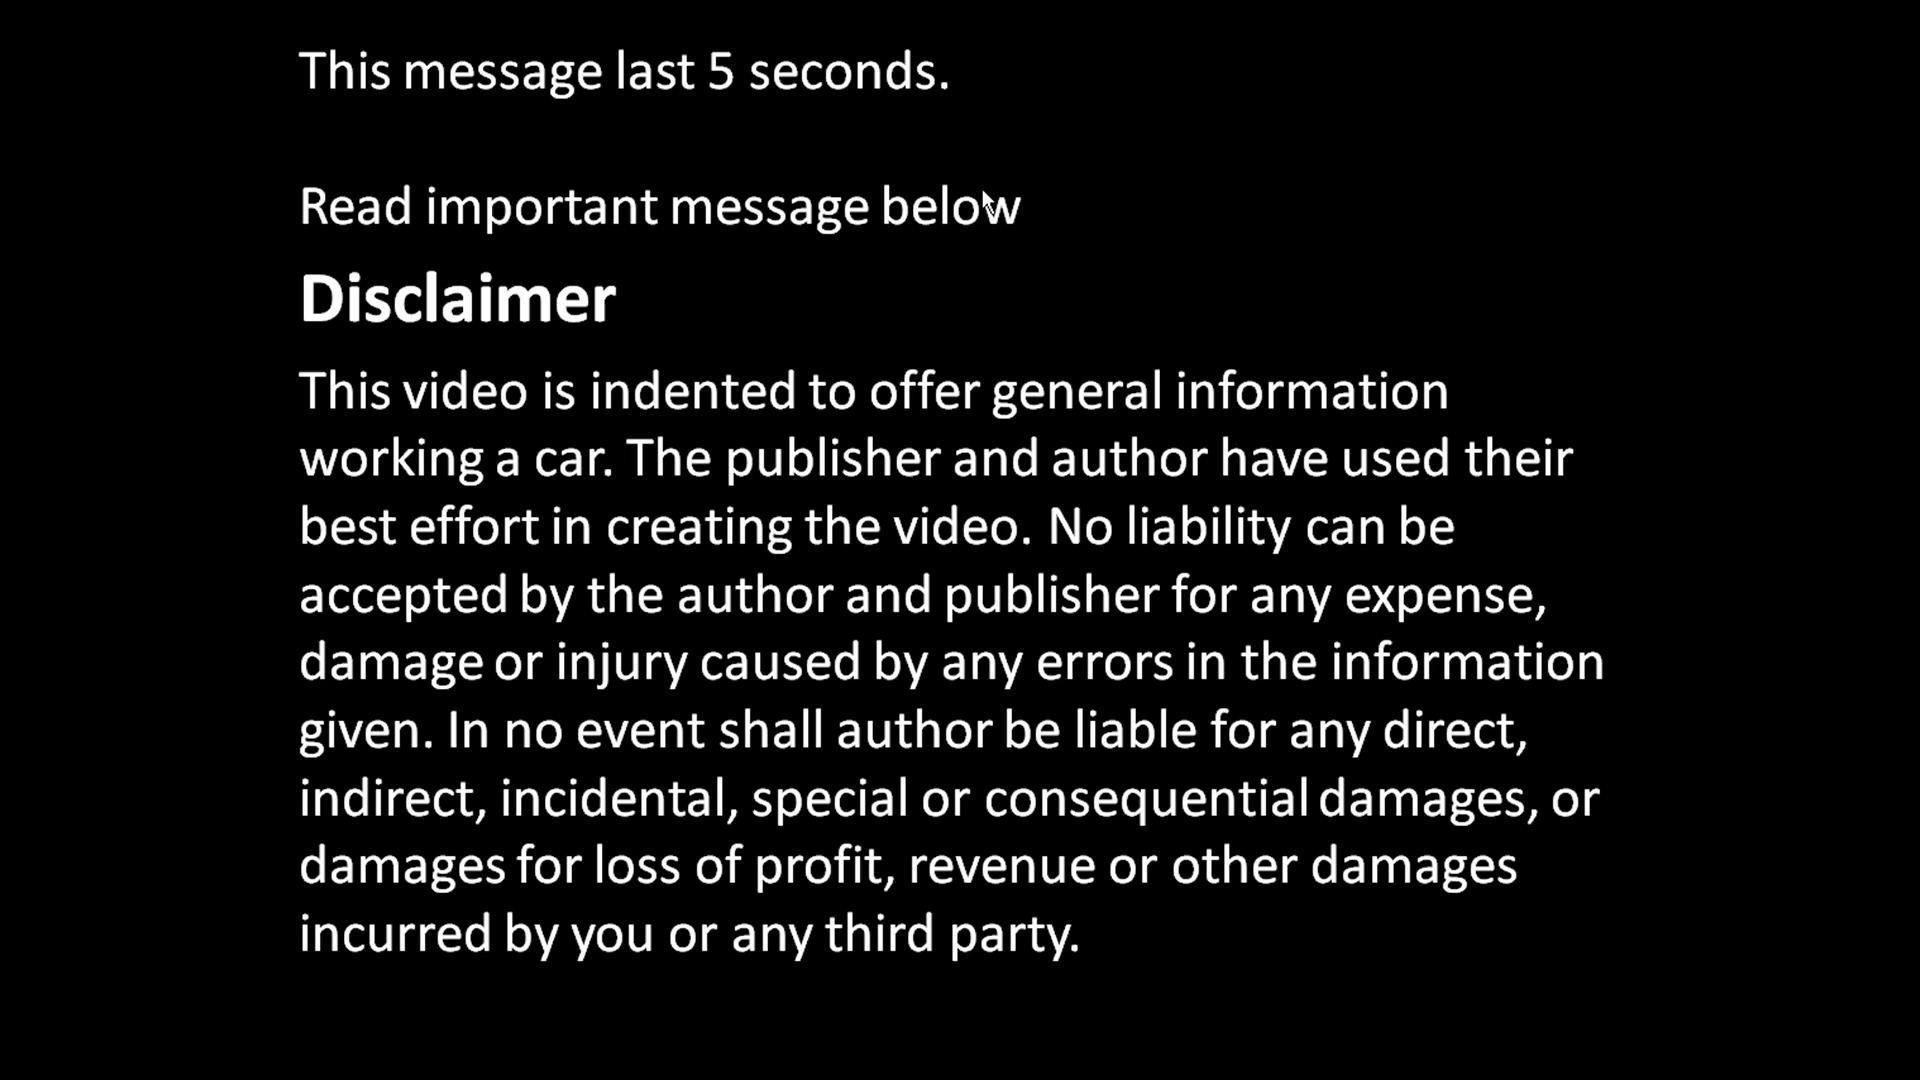 This message last 5 seconds.
Read important message below
Disclaimer
This video is indented to offer general information
working a car. The publisher and author have used their
best effort in creating the video. No liability can be
accepted by the author and publisher for any expense,
damage or injury caused by any errors in the information
given. In no event shall author be liable for any direct,
indirect, incidental, special or consequential damages, or
damages for loss of profit, revenue or other damages
incurred by you or any third party.